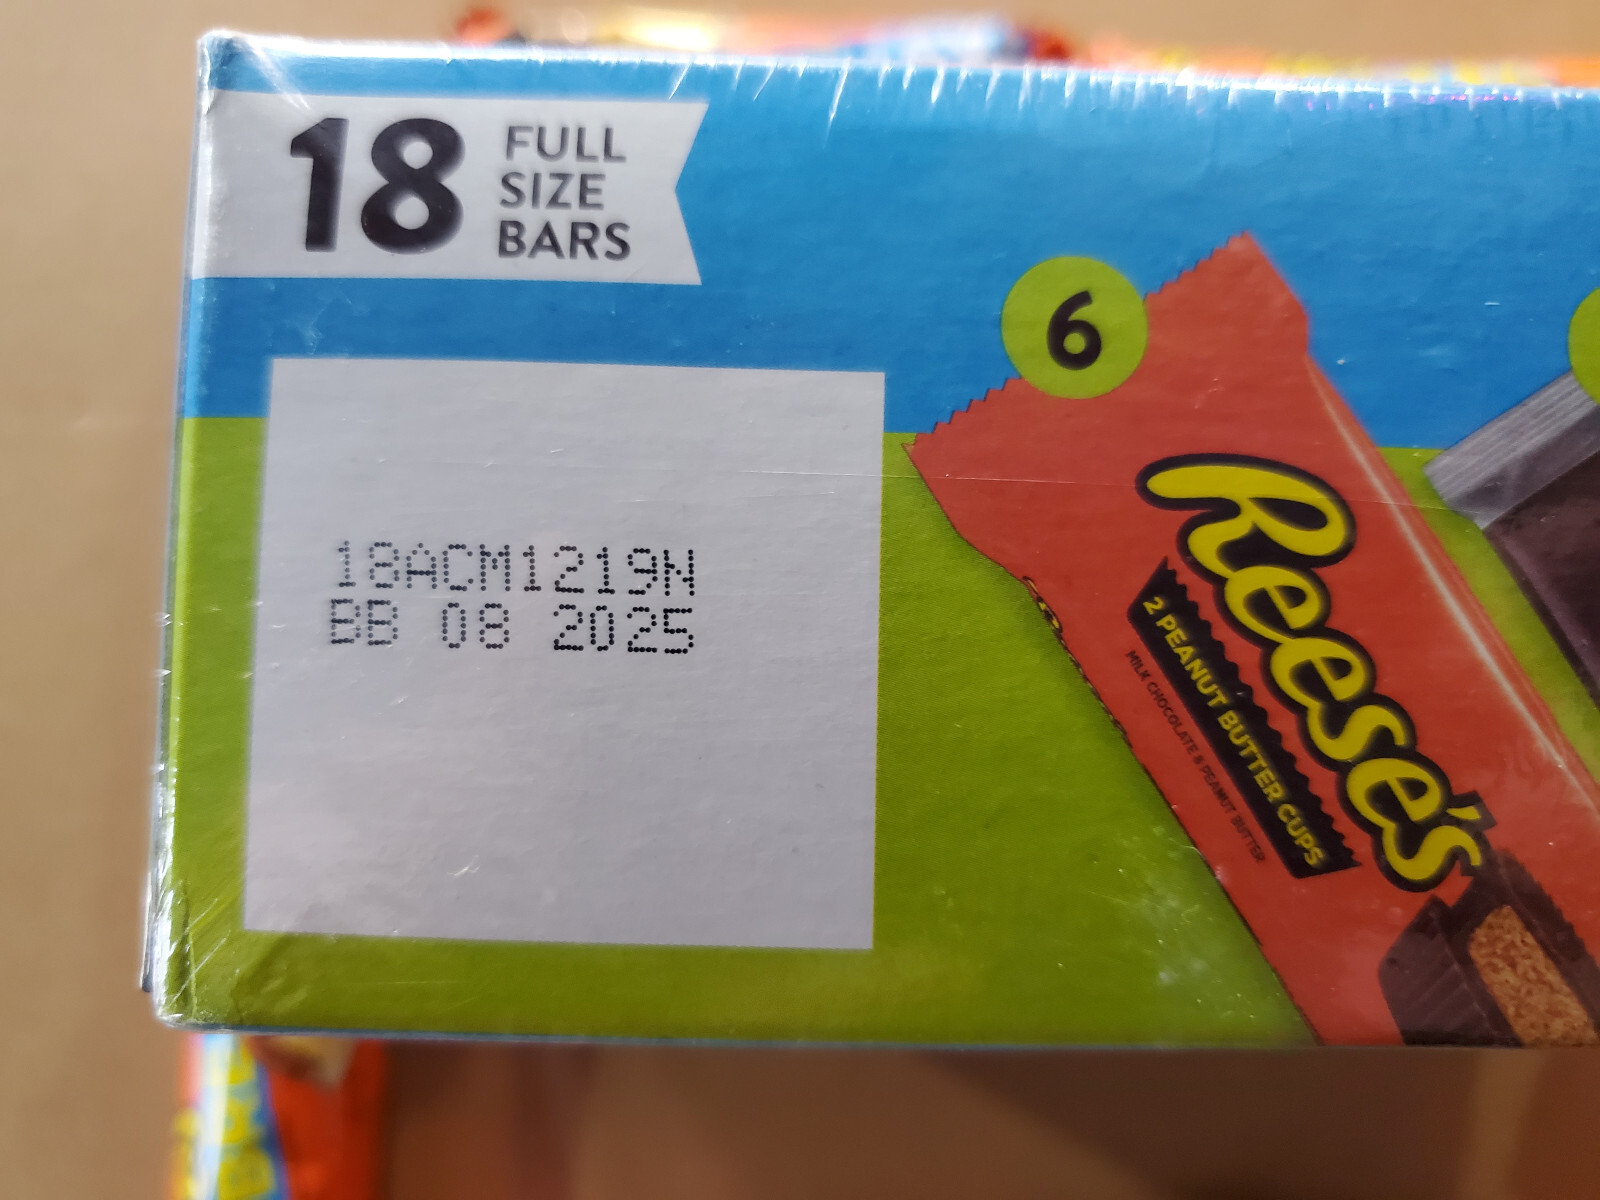 18
FULL
SIZE
BARS
6
18ACM1219N
BB 08 2025
Reese's
2 PEANUT BUTTER CUPS
MILK CHOCOLATE & PEANUT BUTTER